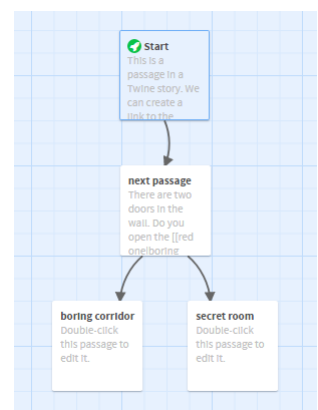 Start
This is a
passage in a
Twine story. We
can create a
link to the
next passage
There are two
doors in the
wall. Do you
open the [[red
one|boring
boring corridor
Double-click
this passage to
edit it.
secret room
Double-click
this passage to
edit it.